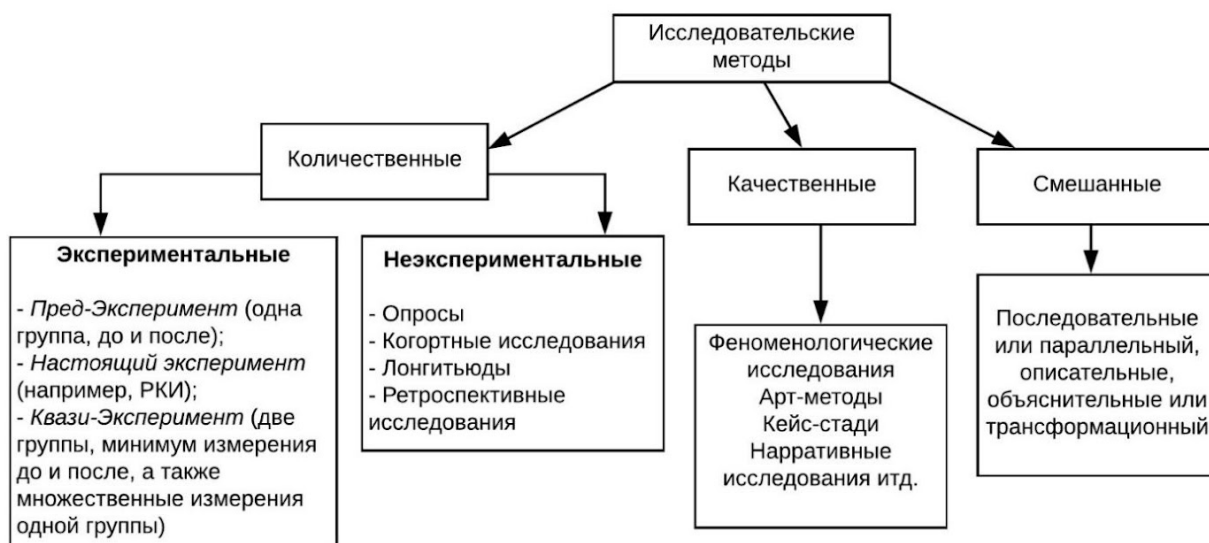 Исследовательские
методы
Количественные
Качественные
Смешанные
Экспериментальные
- Пред-Эксперимент (одна
группа, до и после);
- Настоящий эксперимент
(например, РКИ);
- Квази-Эксперимент (две
группы, минимум измерения
до и после, а также
множественные измерения
одной группы)
Неэкспериментальные
- Опросы
- Когортные исследования
- Лонгитьюды
- Ретроспективные
исследования
Феноменологические
исследования
Арт-методы
Кейс-стади
Нарративные
исследования итд.
Последовательные
или параллельный,
описательные,
объяснительные или
трансформационный